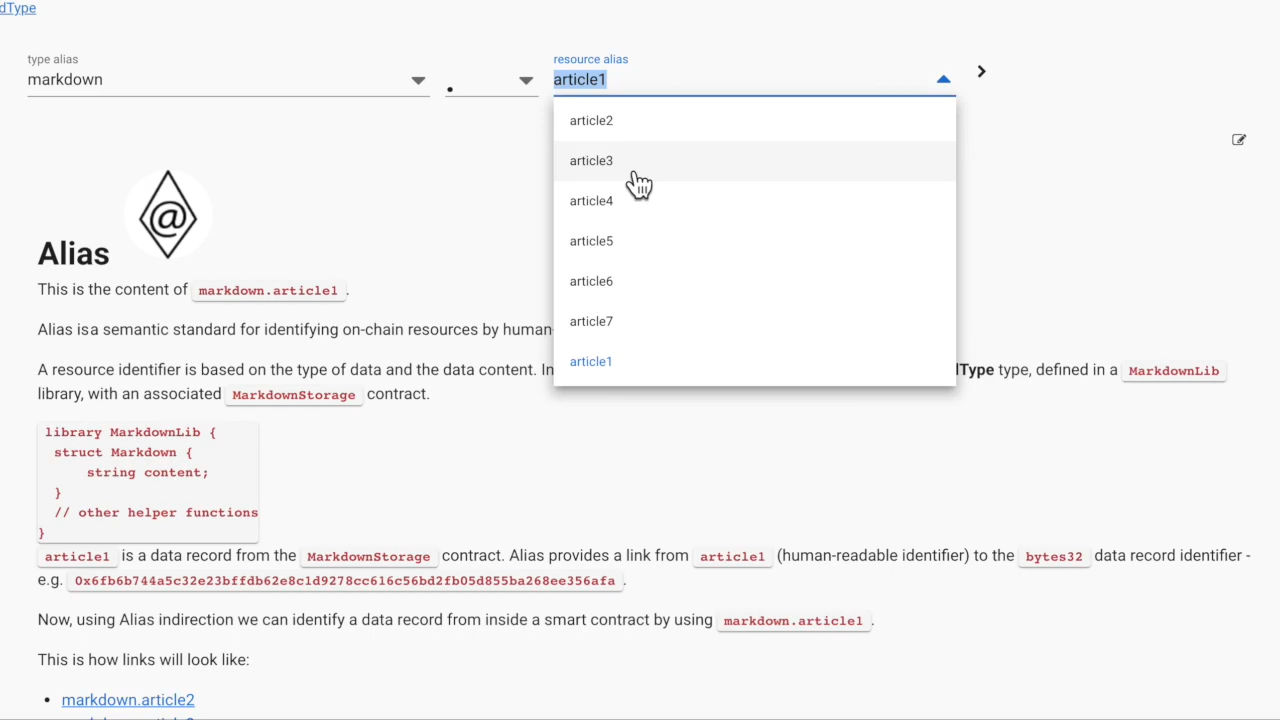 dType
type alias
markdown
.
resource alias
article1
article2
article3
article4
article5
article6
article7
article1
@
Alias
This is the content of markdown.article1.
Alias is a semantic standard for identifying on-chain resources by human-
A resource identifier is based on the type of data and the data content. In
Type type, defined in a MarkdownLib
library, with an associated MarkdownStorage contract.
library MarkdownLib {
struct Markdown {
string content;
}
// other helper functions
}
article1 is a data record from the MarkdownStorage contract. Alias provides a link from article1 (human-readable identifier) to the bytes32 data record identifier -
e.g. 0x6fb6b744a5c32e23bffdb62e8c1d9278cc616c56bd2fb05d855ba268ee356afa.
Now, using Alias indirection we can identify a data record from inside a smart contract by using markdown.article1.
This is how links will look like:
• markdown.article2